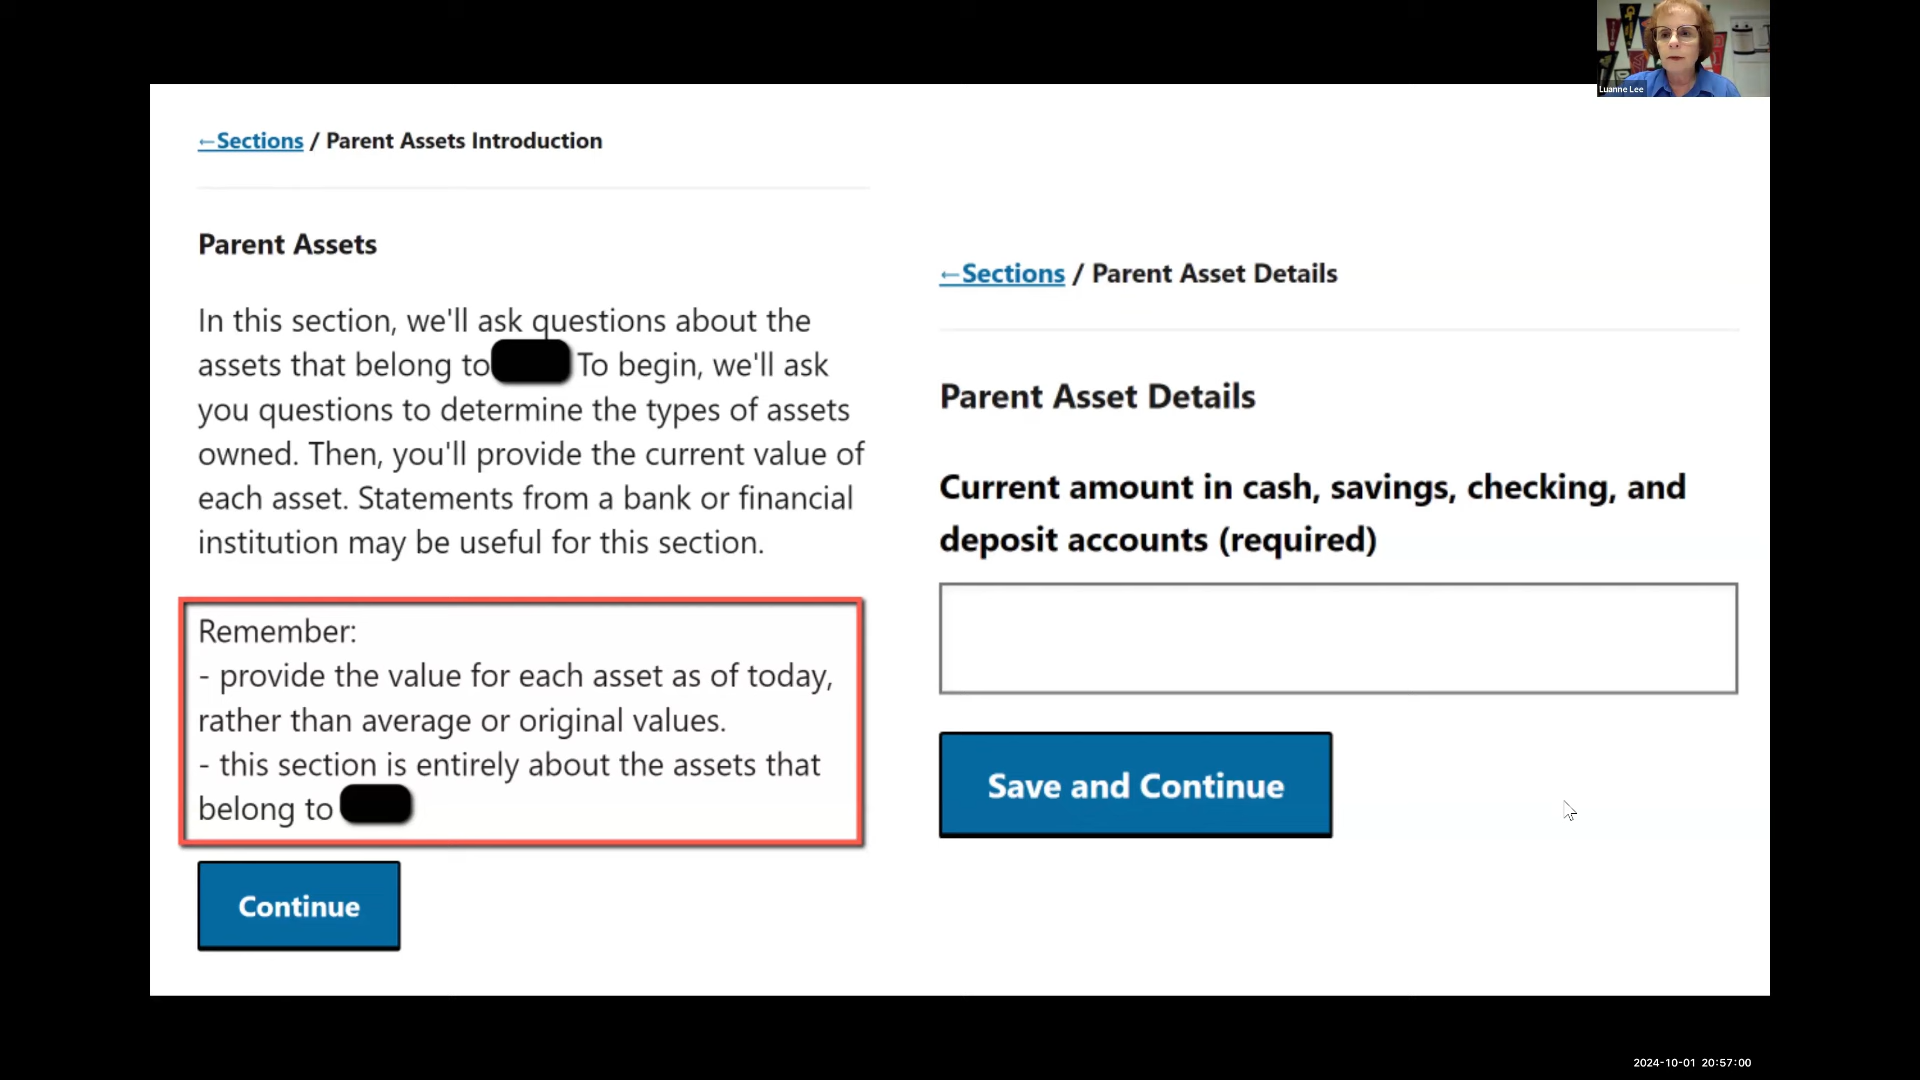 Luanne Lee
←Sections / Parent Assets Introduction
Parent Assets
In this section, we'll ask questions about the
assets that belong to To begin, we'll ask
you questions to determine the types of assets
owned. Then, you'll provide the current value of
each asset. Statements from a bank or financial
institution may be useful for this section.
Remember:
- provide the value for each asset as of today,
rather than average or original values.
- this section is entirely about the assets that
belong to
Continue
←Sections / Parent Asset Details
Parent Asset Details
Current amount in cash, savings, checking, and
deposit accounts (required)
Save and Continue
2024-10-01 20:57:00